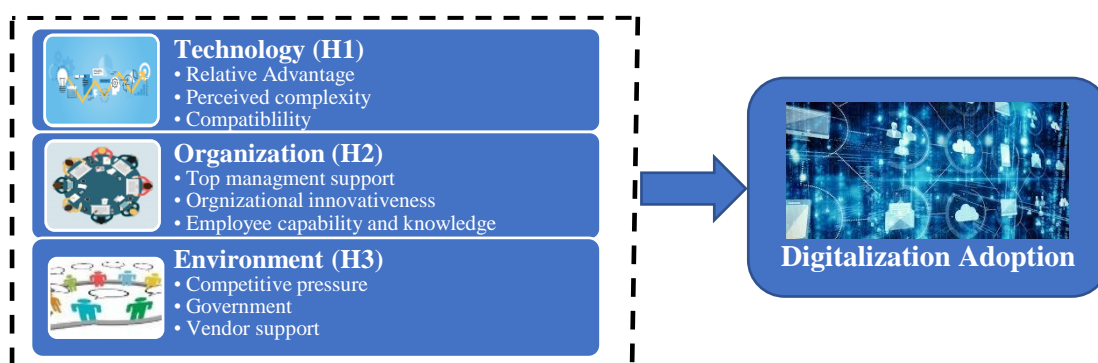 Technology (H1)
• Relative Advantage
• Perceived complexity
• Compatiblility
Organization (H2)
• Top managment support
• Orgnizational innovativeness
• Employee capability and knowledge
Environment (H3)
• Competitive pressure
• Government
• Vendor support
Digitalization Adoption